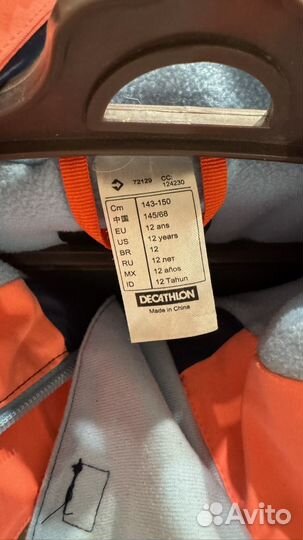 72129 CC:
124230
Cm 143-150
中国 145/68
EU 12 ans
US 12 years
BR 12
RU 12 лет
MX 12 años
ID 12 Tahun
DECATHLON
Made in China
Avito